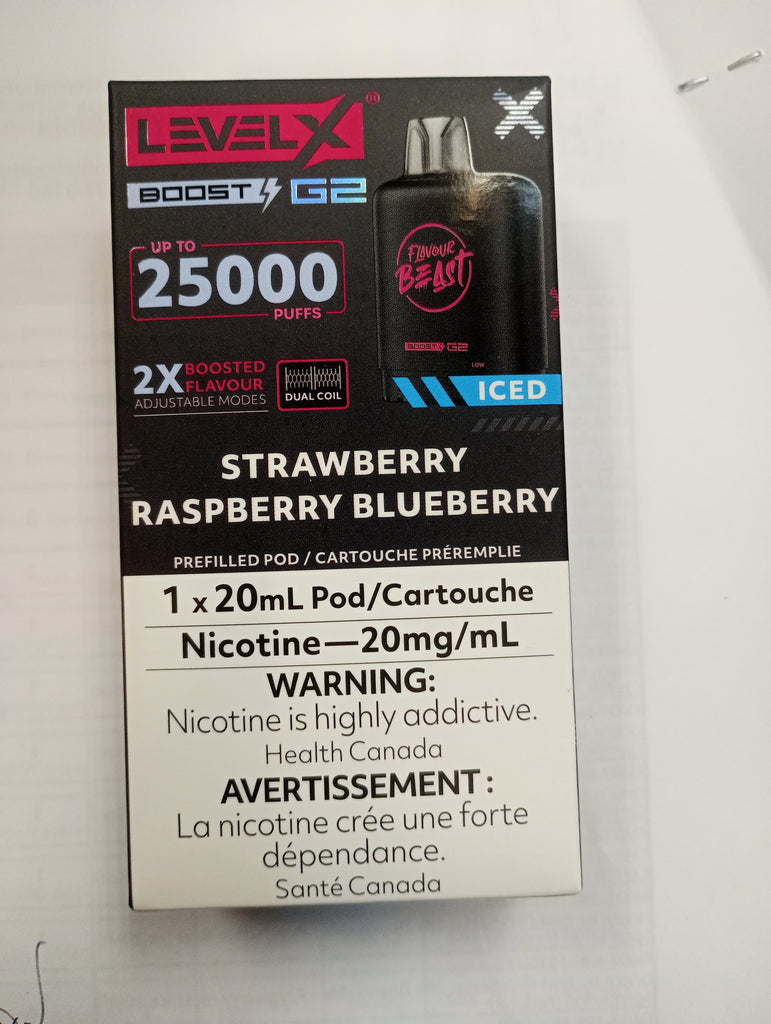 LEVELX®
BOOST G2
UP TO
25000
PUFFS
2X BOOSTED
FLAVOUR
ADJUSTABLE MODES
DUAL COIL
FLAVOUR
BEAST
BOOST G2
LOW
ICED
STRAWBERRY
RASPBERRY BLUEBERRY
PREFILLED POD / CARTOUCHE PRÉREMPLIE
1 x 20mL Pod/Cartouche
Nicotine—20mg/mL
WARNING:
Nicotine is highly addictive.
Health Canada
AVERTISSEMENT :
La nicotine crée une forte
dépendance.
Santé Canada